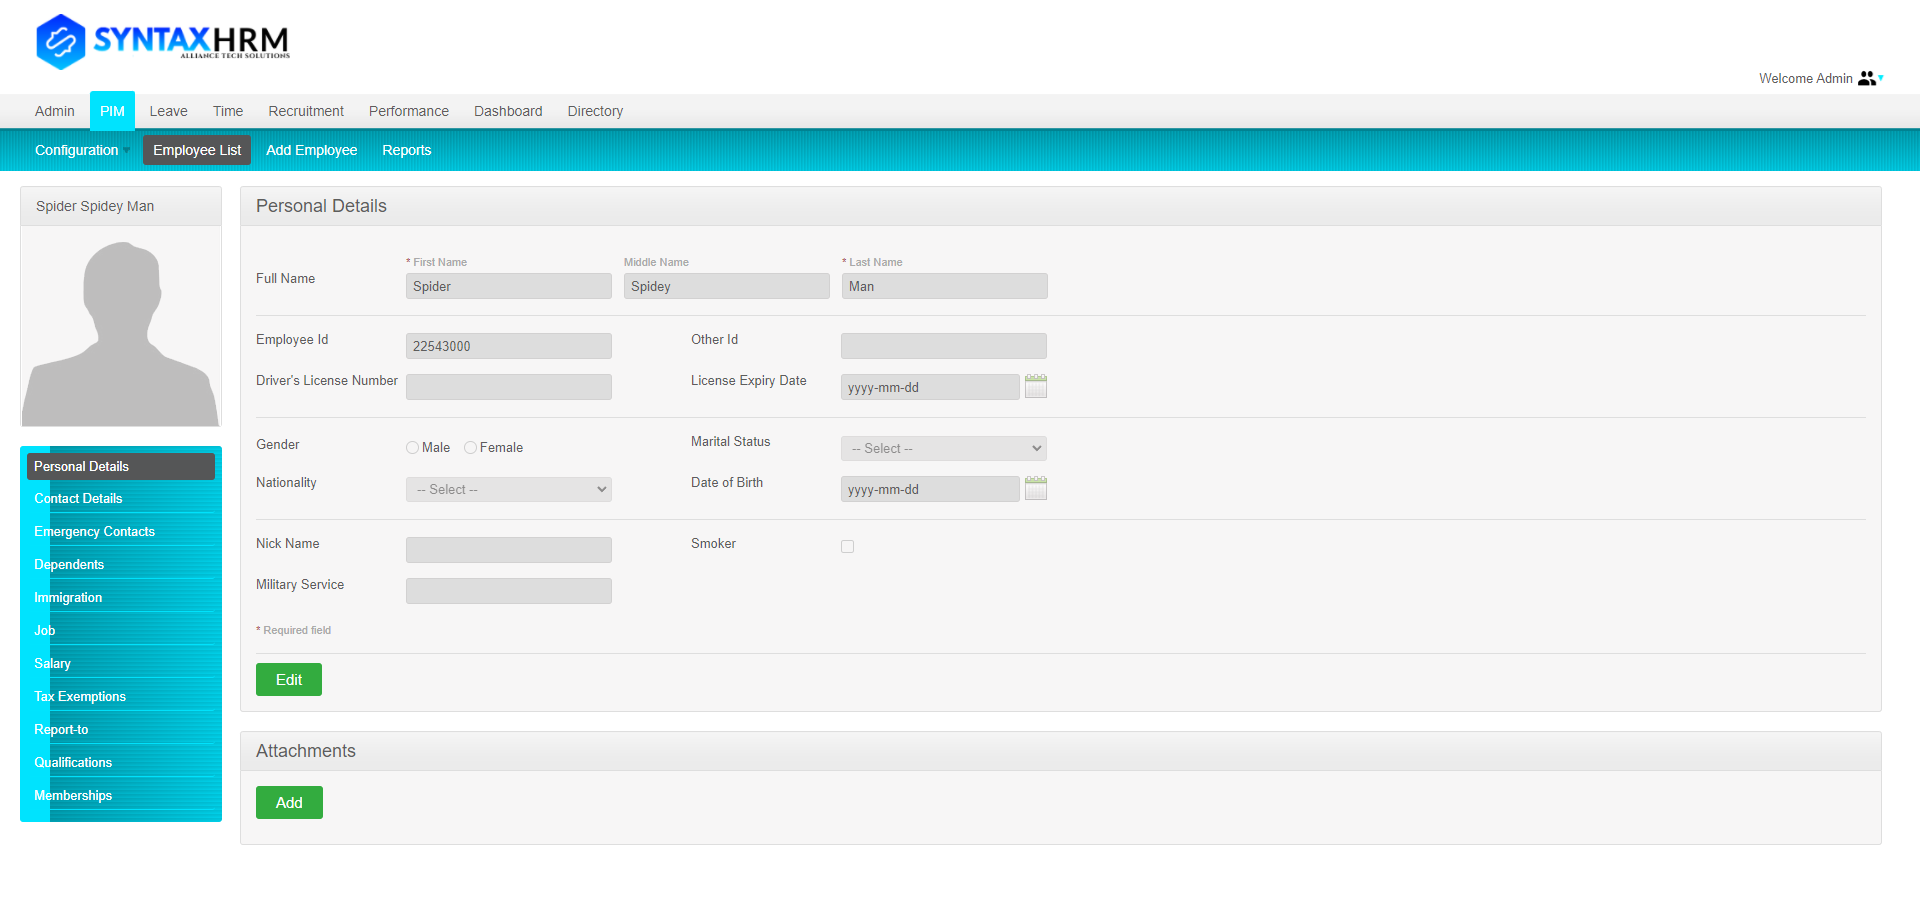 SYNTAXHRM
ALLIANCE TECH SOLUTIONS
Welcome Admin
Admin PIM Leave Time Recruitment Performance Dashboard Directory
Configuration Employee List Add Employee Reports
Spider Spidey Man
Personal Details
Contact Details
Emergency Contacts
Dependents
Immigration
Job
Salary
Tax Exemptions
Report-to
Qualifications
Memberships
Personal Details
* First Name Middle Name * Last Name
Full Name Spider Spidey Man
Employee Id 22543000 Other Id
Driver's License Number License Expiry Date yyyy-mm-dd
Gender Male Female Marital Status -- Select --
Nationality -- Select -- Date of Birth yyyy-mm-dd
Nick Name Smoker
Military Service
* Required field
Edit
Attachments
Add